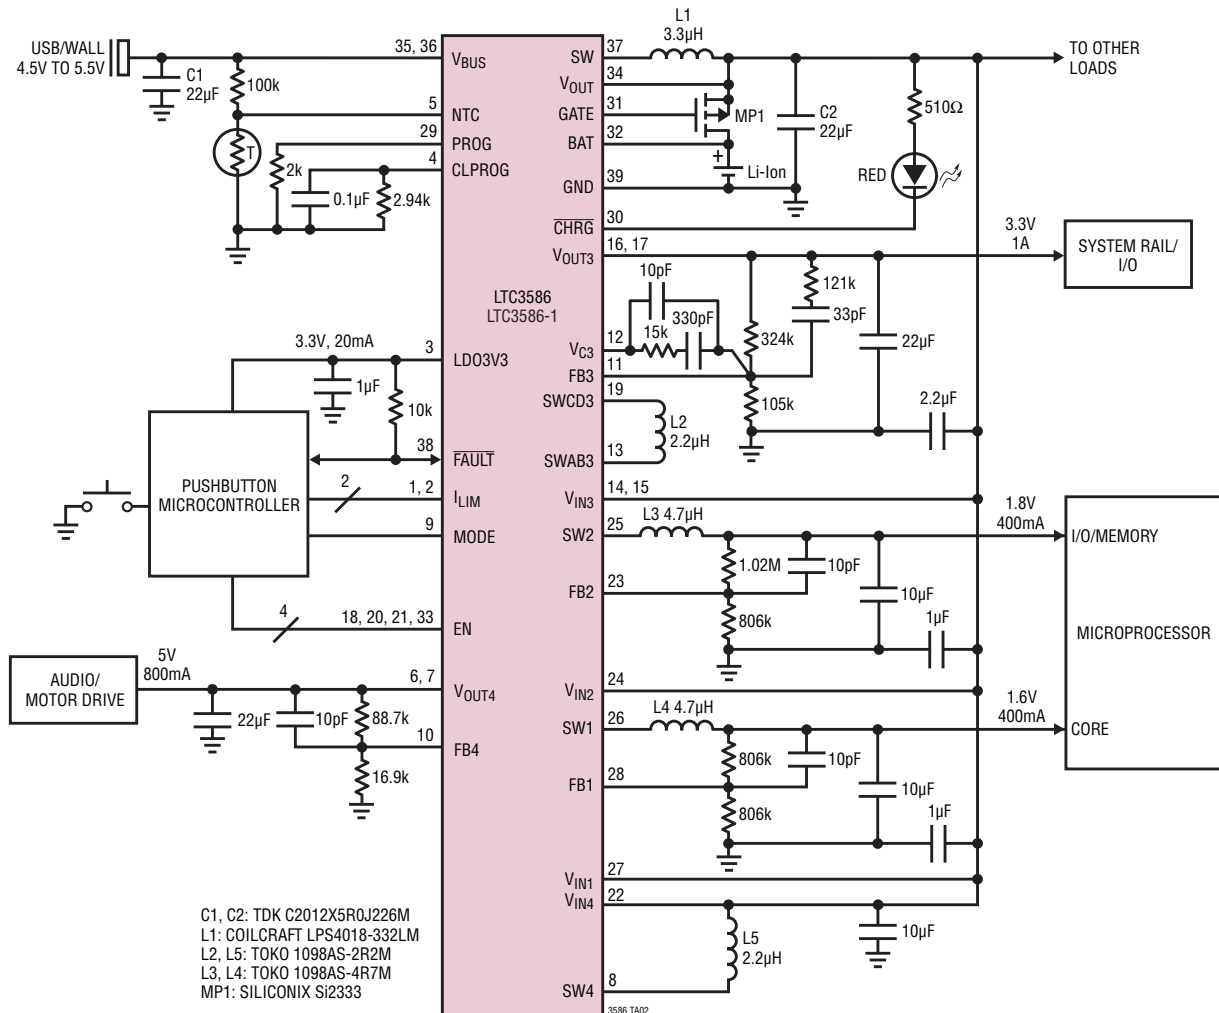 USB/WALL
4.5V TO 5.5V
C1
22µF
100k
T
2k
0.1µF
2.94k
35, 36
VBUS
5
NTC
29
PROG
4
CLPROG
LTC3586
LTC3586-1
3.3V, 20mA
3
LDO3V3
1µF
10k
38
FAULT
PUSHBUTTON
MICROCONTROLLER
2
1, 2
ILIM
9
MODE
4
18, 20, 21, 33
EN
AUDIO/
MOTOR DRIVE
5V
800mA
6, 7
VOUT4
22µF
10pF
88.7k
10
FB4
16.9k
C1, C2: TDK C2012X5R0J226M
L1: COILCRAFT LPS4018-332LM
L2, L5: TOKO 1098AS-2R2M
L3, L4: TOKO 1098AS-4R7M
MP1: SILICONIX Si2333
SW
37
L1
3.3µH
TO OTHER
LOADS
VOUT
34
GATE
31
MP1
C2
22µF
510Ω
BAT
32
+
Li-Ion
RED
GND
39
CHRG
30
VOUT3
16, 17
3.3V
1A
SYSTEM RAIL/
I/O
10pF
15k
330pF
121k
33pF
324k
22µF
VC3
12
FB3
11
105k
2.2µF
SWCD3
19
L2
2.2µH
SWAB3
13
VIN3
14, 15
SW2
25
L3 4.7µH
1.8V
400mA
I/O/MEMORY
1.02M
10pF
FB2
23
10µF
806k
1µF
MICROPROCESSOR
VIN2
24
SW1
26
L4 4.7µH
1.6V
400mA
CORE
806k
10pF
FB1
28
10µF
806k
1µF
VIN1
27
VIN4
22
L5
2.2µH
10µF
SW4
8
3586 TA02